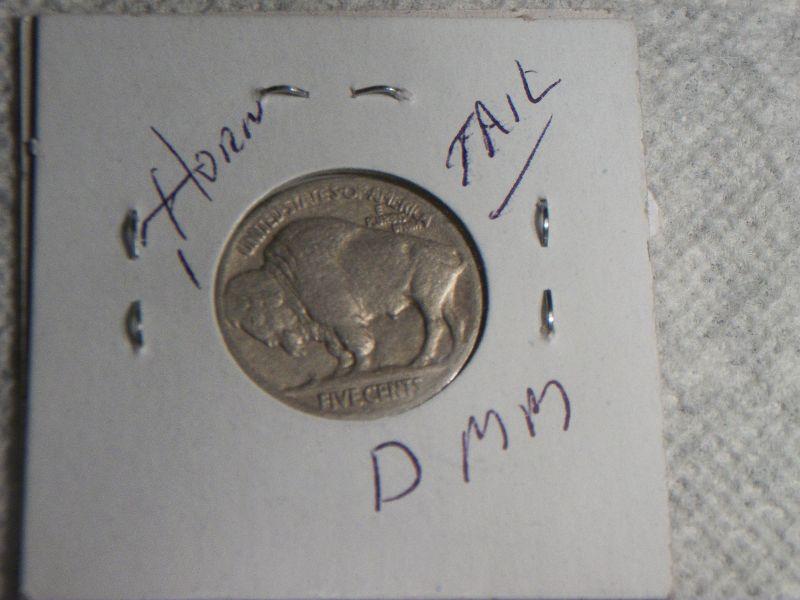 HORN
TAIL
UNITED STATES OF AMERICA
E PLURIBUS UNUM
FIVE CENTS
D MM